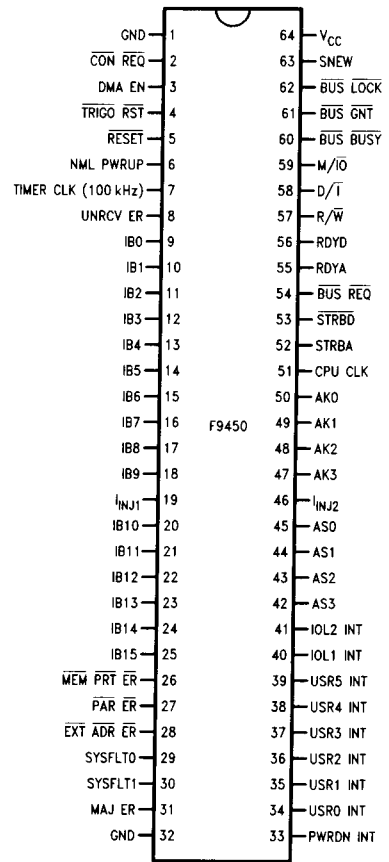 GND 1
CON REQ 2
DMA EN 3
TRIGO RST 4
RESET 5
NML PWRUP 6
TIMER CLK (100 kHz) 7
UNRCV ER 8
IB0 9
IB1 10
IB2 11
IB3 12
IB4 13
IB5 14
IB6 15
IB7 16
IB8 17
IB9 18
IINJ1 19
IB10 20
IB11 21
IB12 22
IB13 23
IB14 24
IB15 25
MEM PRT ER 26
PAR ER 27
EXT ADR ER 28
SYSFLT0 29
SYSFLT1 30
MAJ ER 31
GND 32
F9450
64 VCC
63 SNEW
62 BUS LOCK
61 BUS GNT
60 BUS BUSY
59 M/IO
58 D/I
57 R/W
56 RDYD
55 RDYA
54 BUS REQ
53 STRBD
52 STRBA
51 CPU CLK
50 AK0
49 AK1
48 AK2
47 AK3
46 IINJ2
45 AS0
44 AS1
43 AS2
42 AS3
41 IOL2 INT
40 IOL1 INT
39 USR5 INT
38 USR4 INT
37 USR3 INT
36 USR2 INT
35 USR1 INT
34 USR0 INT
33 PWRDN INT